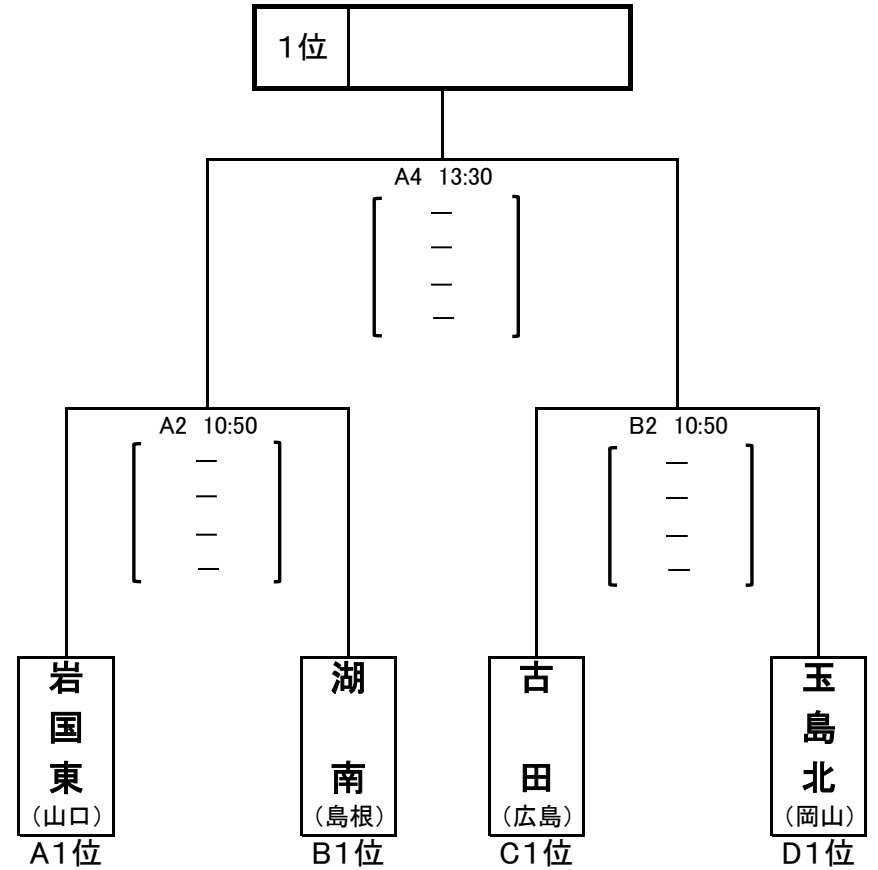 １位
A4 13:30
―
―
―
―
A2 10:50
―
―
―
―
B2 10:50
―
―
―
―
岩国東
（山口）
A１位
湖南
（島根）
B１位
古田
（広島）
C１位
玉島北
（岡山）
D１位